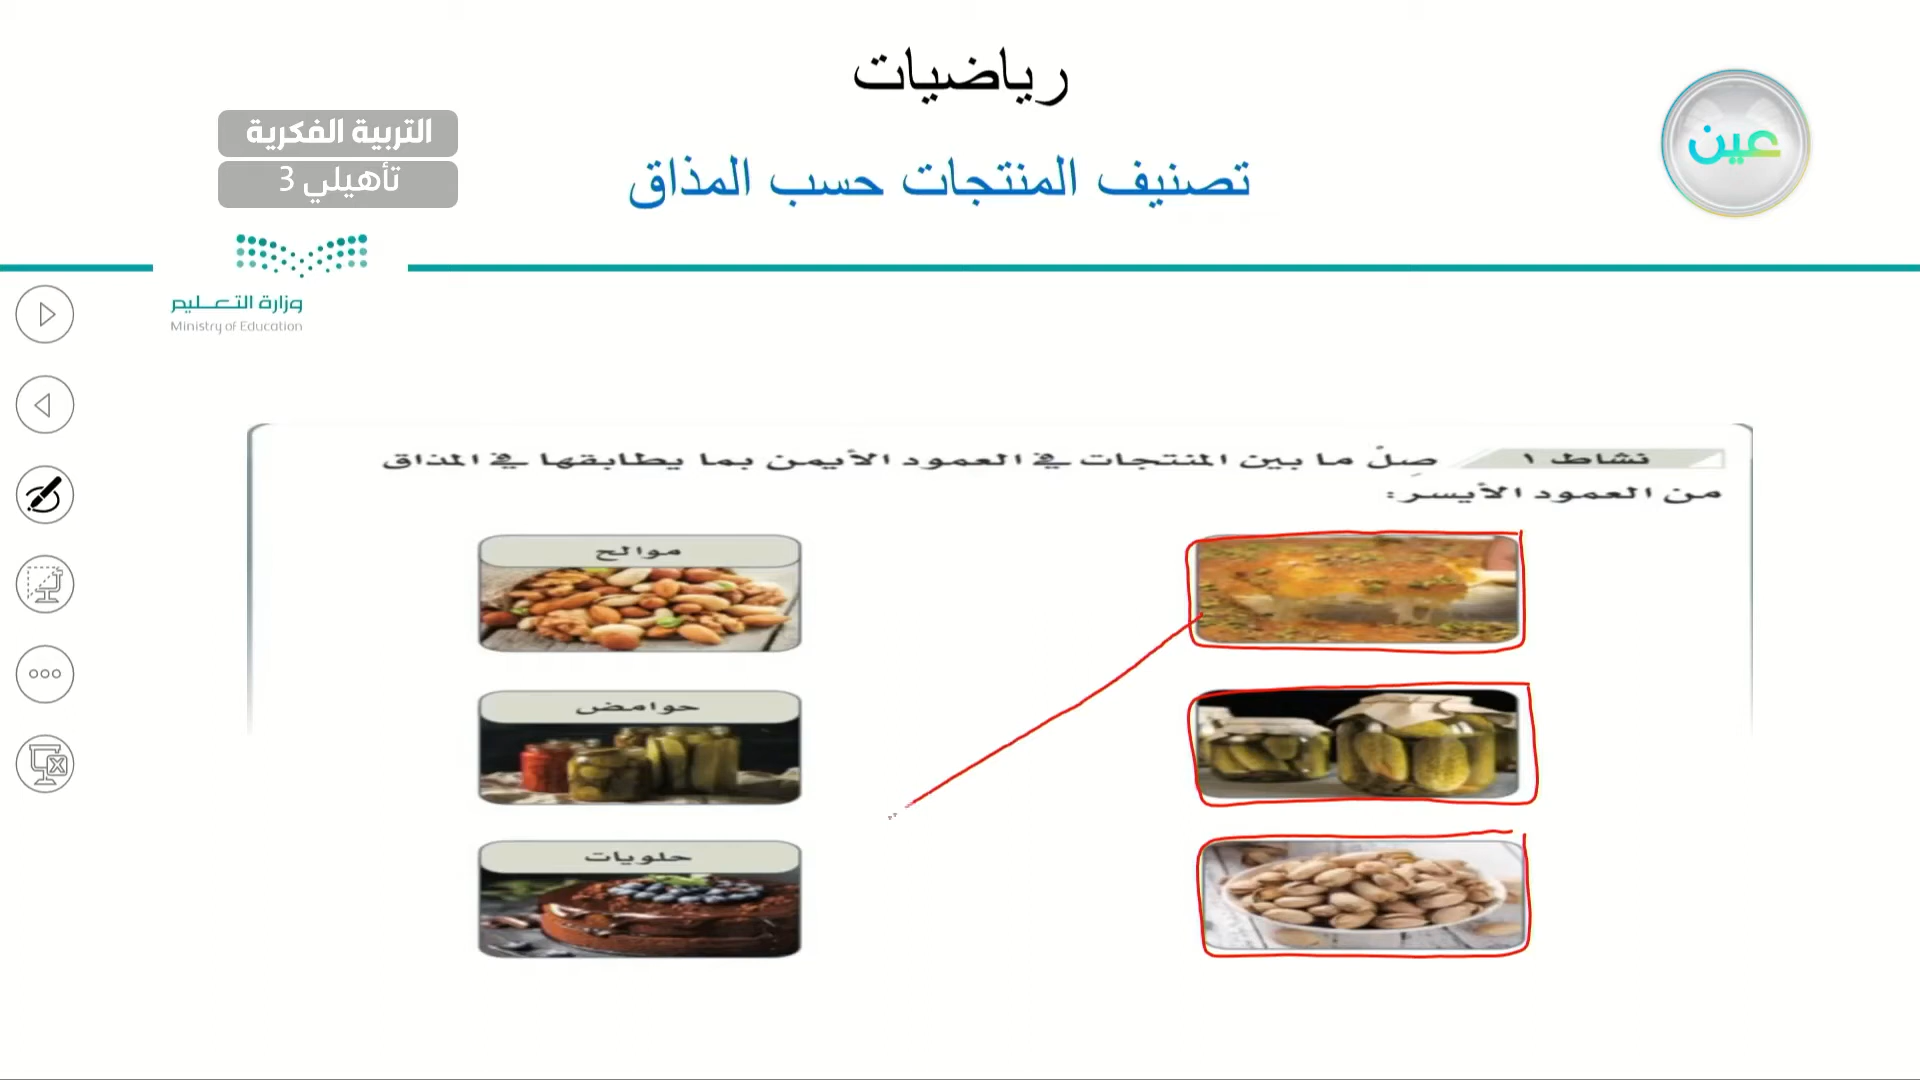 رياضيات
عين
التربية الفكرية
تأهيلي 3
تصنيف المنتجات حسب المذاق
وزارة التعليم
Ministry of Education
نشاط ١ صِلْ ما بين المنتجات في العمود الأيمن بما يطابقها في المذاق
من العمود الأيسر:
موالح
حوامض
حلويات